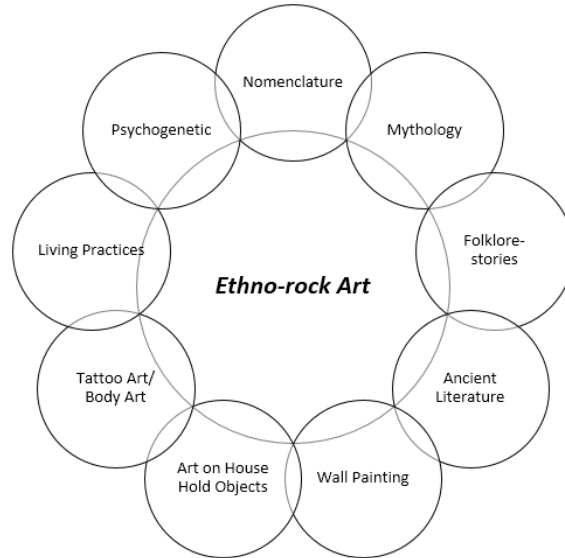 Nomenclature
Mythology
Folklore-
stories
Ancient
Literature
Wall Painting
Art on House
Hold Objects
Tattoo Art/
Body Art
Living Practices
Psychogenetic
Ethno-rock Art